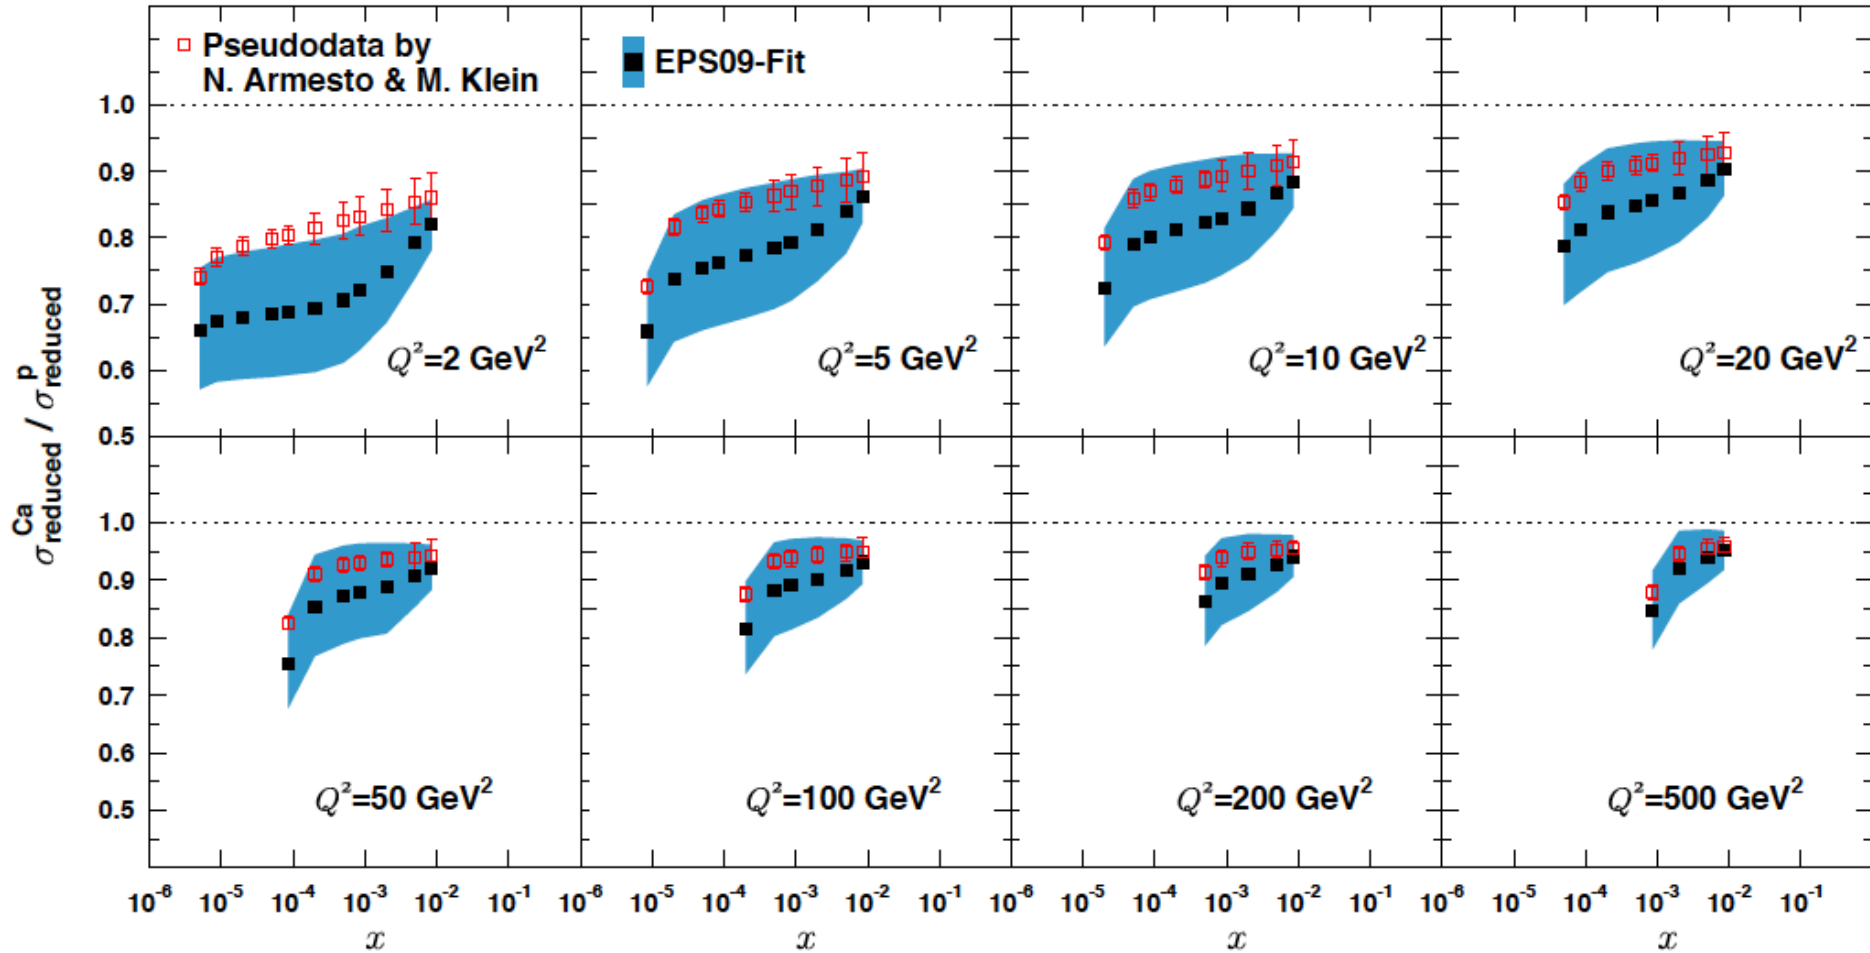 Pseudodata by
N. Armesto & M. Klein
EPS09-Fit
1.0
0.9
0.8
0.7
0.6
0.5
Q²=2 GeV²
Q²=5 GeV²
Q²=10 GeV²
Q²=20 GeV²
σ^Ca_reduced / σ^p_reduced
1.0
0.9
0.8
0.7
0.6
0.5
Q²=50 GeV²
Q²=100 GeV²
Q²=200 GeV²
Q²=500 GeV²
10⁻⁶ 10⁻⁵ 10⁻⁴ 10⁻³ 10⁻² 10⁻¹ 10⁻⁶ 10⁻⁵ 10⁻⁴ 10⁻³ 10⁻² 10⁻¹ 10⁻⁶ 10⁻⁵ 10⁻⁴ 10⁻³ 10⁻² 10⁻¹ 10⁻⁶ 10⁻⁵ 10⁻⁴ 10⁻³ 10⁻² 10⁻¹
x x x x